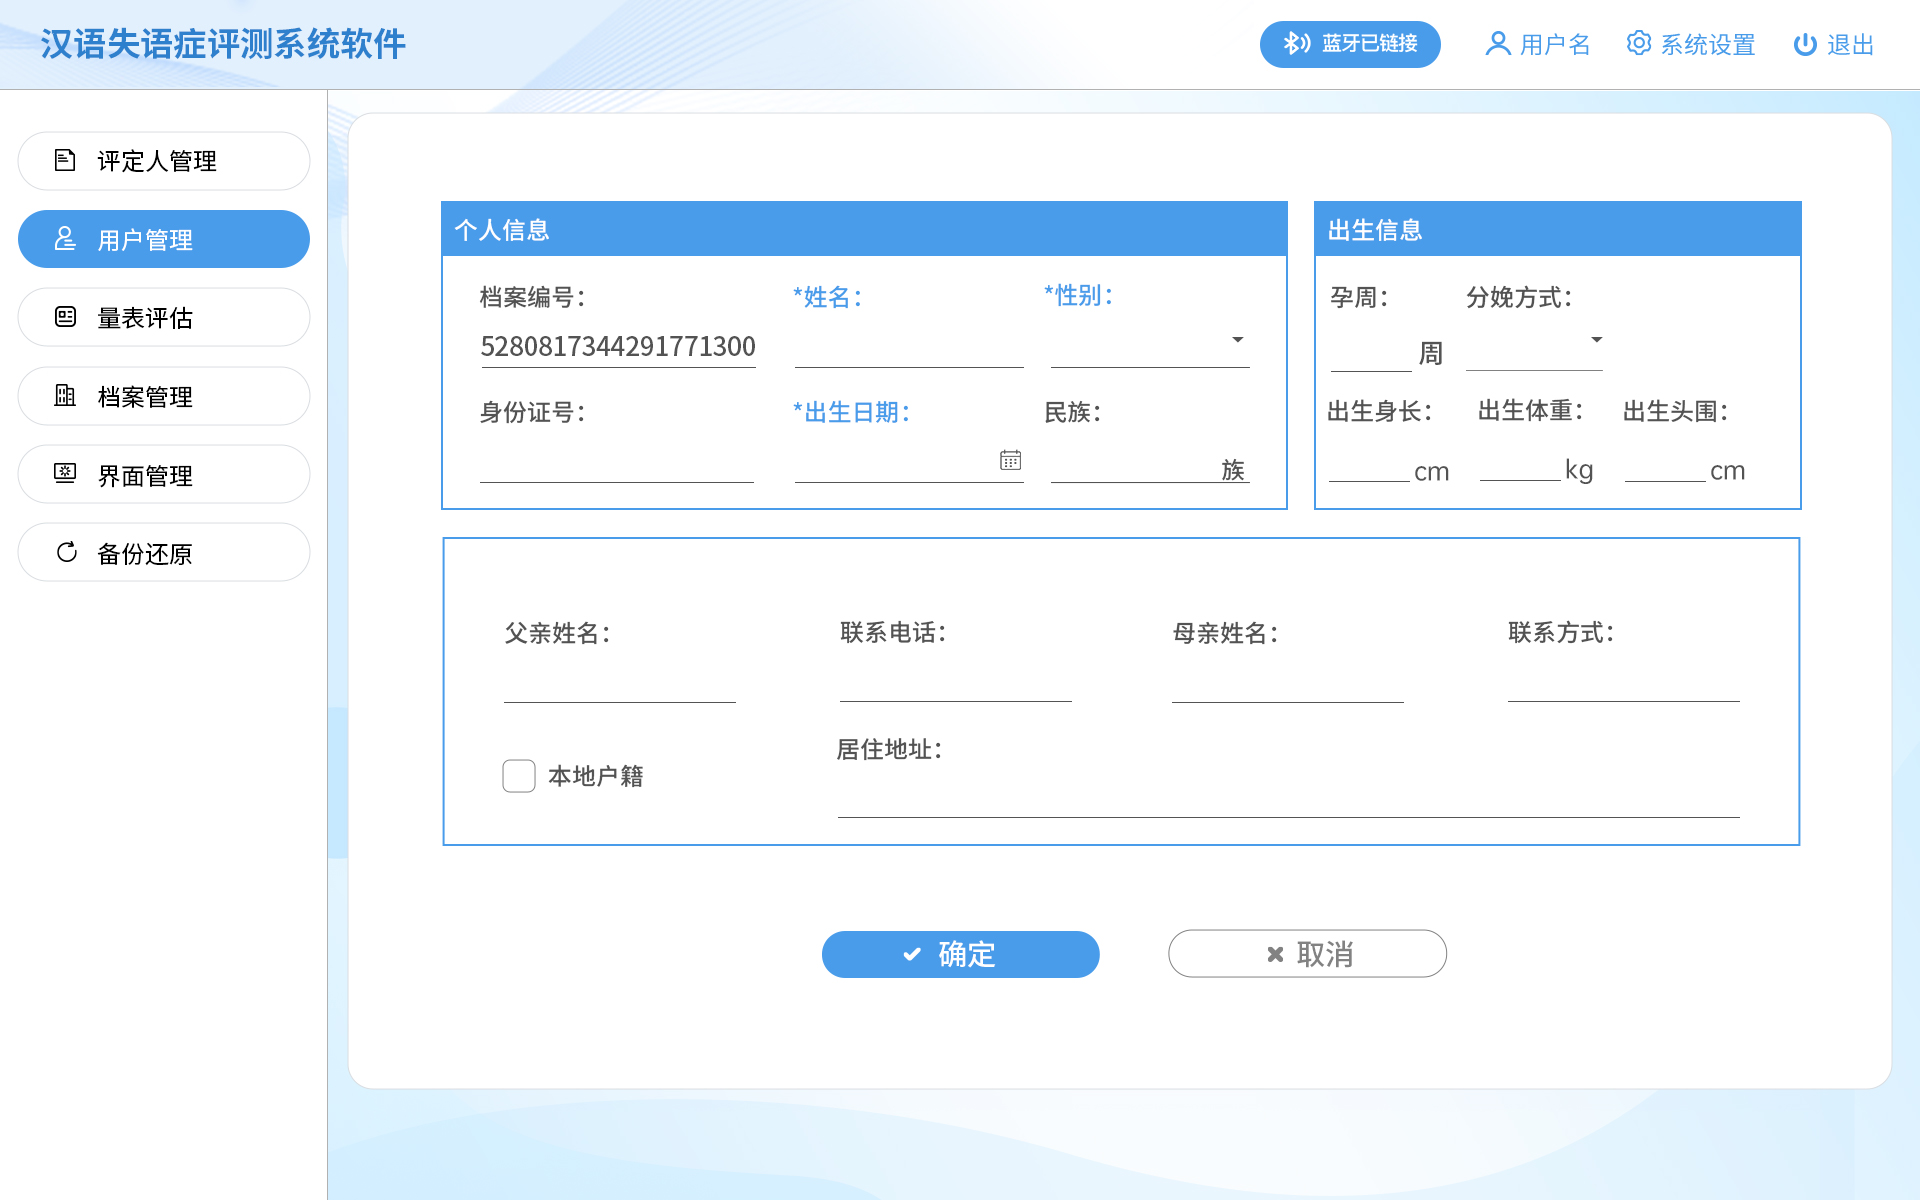 汉语失语症评测系统软件
蓝牙已链接
用户名
系统设置
退出
评定人管理
用户管理
量表评估
档案管理
界面管理
备份还原
个人信息
档案编号：
*姓名：
*性别：
5280817344291771300
身份证号：
*出生日期：
民族：
族
出生信息
孕周：
分娩方式：
周
出生身长：
出生体重：
出生头围：
cm
kg
cm
父亲姓名：
联系电话：
母亲姓名：
联系方式：
本地户籍
居住地址：
确定
取消